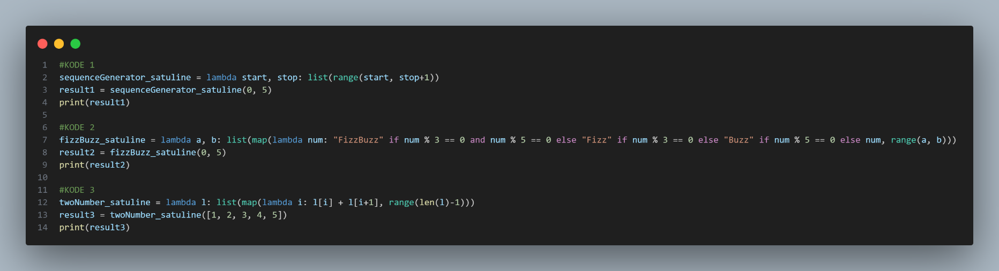 1 #KODE 1
2 sequenceGenerator_satuline = lambda start, stop: list(range(start, stop+1))
3 result1 = sequenceGenerator_satuline(0, 5)
4 print(result1)
5
6 #KODE 2
7 fizzBuzz_satuline = lambda a, b: list(map(lambda num: "FizzBuzz" if num % 3 == 0 and num % 5 == 0 else "Fizz" if num % 3 == 0 else "Buzz" if num % 5 == 0 else num, range(a, b)))
8 result2 = fizzBuzz_satuline(0, 5)
9 print(result2)
10
11 #KODE 3
12 twoNumber_satuline = lambda l: list(map(lambda i: l[i] + l[i+1], range(len(l)-1)))
13 result3 = twoNumber_satuline([1, 2, 3, 4, 5])
14 print(result3)